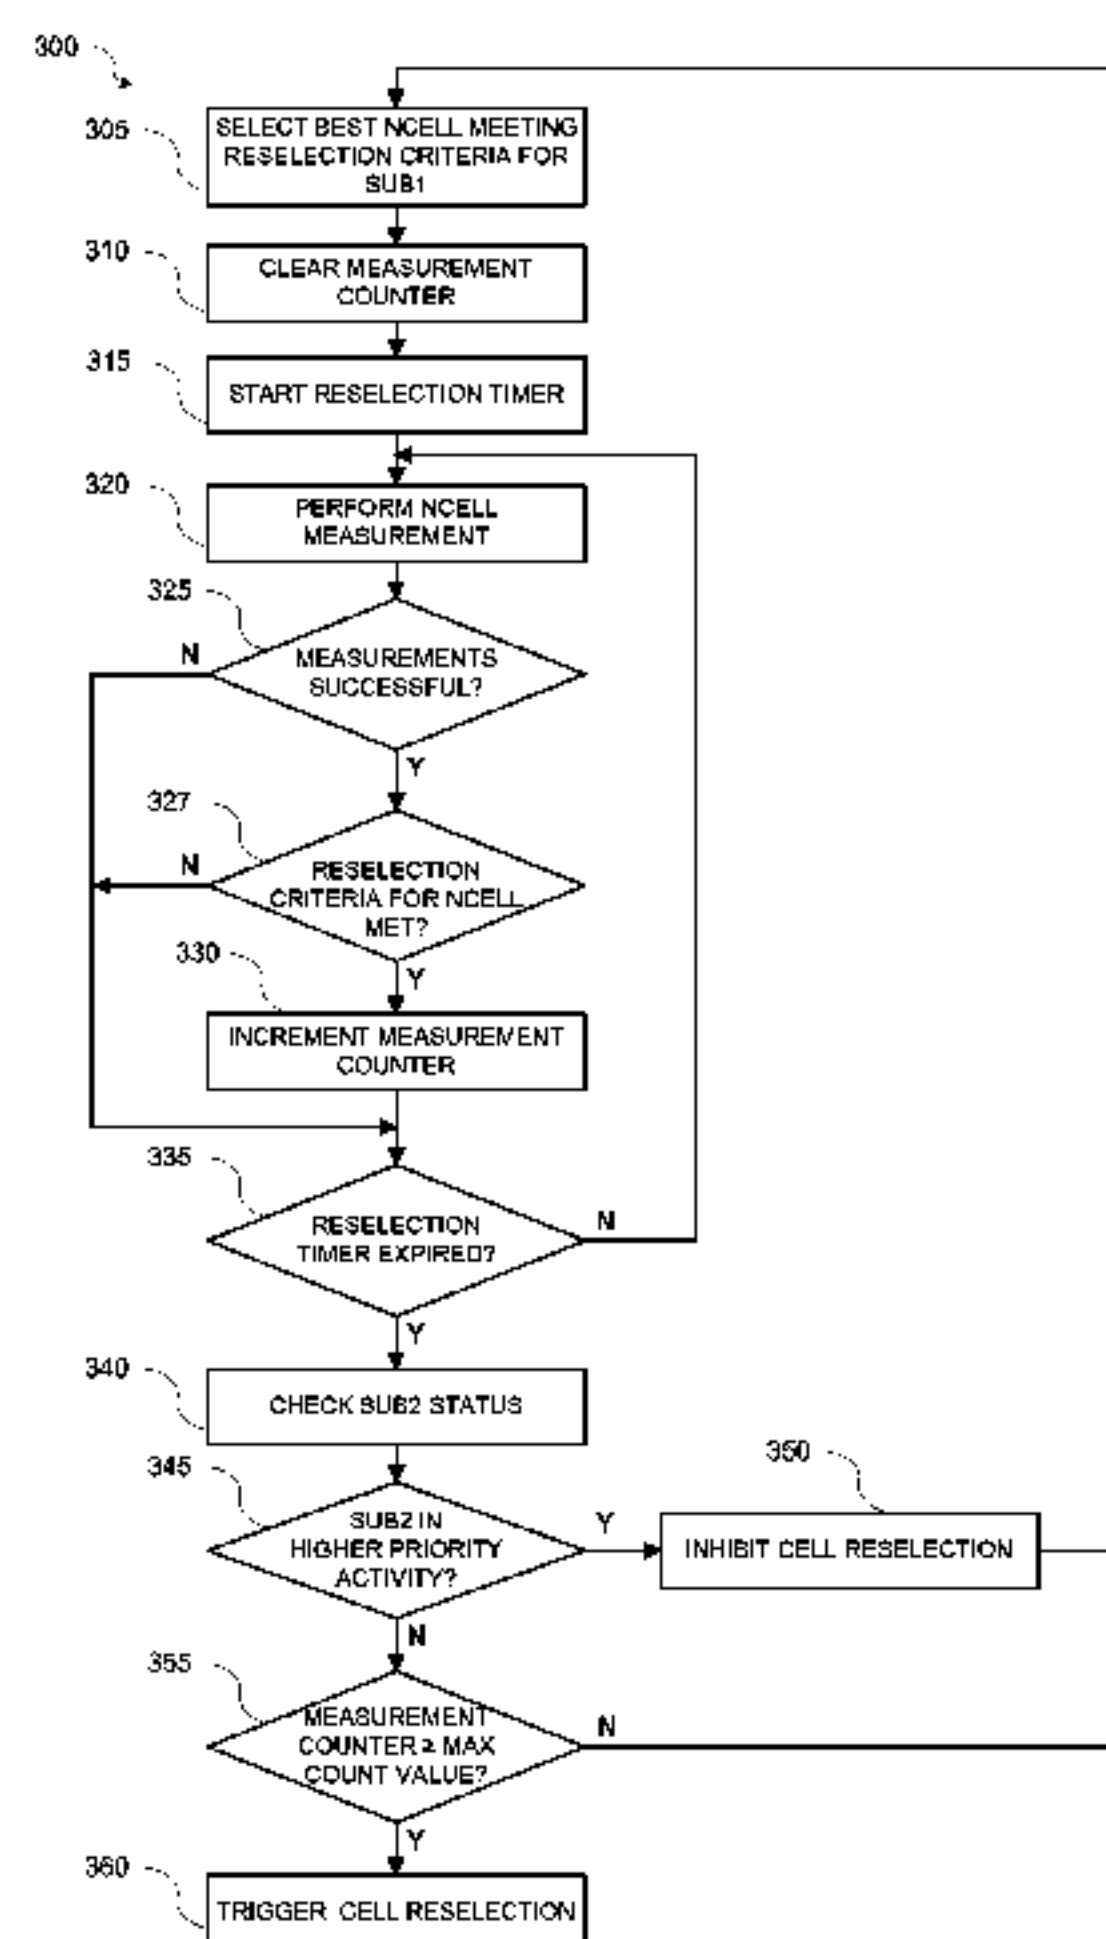 300
305
SELECT BEST NCELL MEETING
RESELECTION CRITERIA FOR
SUB1
310
CLEAR MEASUREMENT
COUNTER
315
START RESELECTION TIMER
320
PERFORM NCELL
MEASUREMENT
325
N
MEASUREMENTS
SUCCESSFUL?
Y
327
N
RESELECTION
CRITERIA FOR NCELL
MET?
330
Y
INCREMENT MEASUREMENT
COUNTER
335
RESELECTION
TIMER EXPIRED?
N
Y
340
CHECK SUB2 STATUS
345
SUB2 IN
HIGHER PRIORITY
ACTIVITY?
Y
350
INHIBIT CELL RESELECTION
N
355
MEASUREMENT
COUNTER ≥ MAX
COUNT VALUE?
N
Y
360
TRIGGER CELL RESELECTION